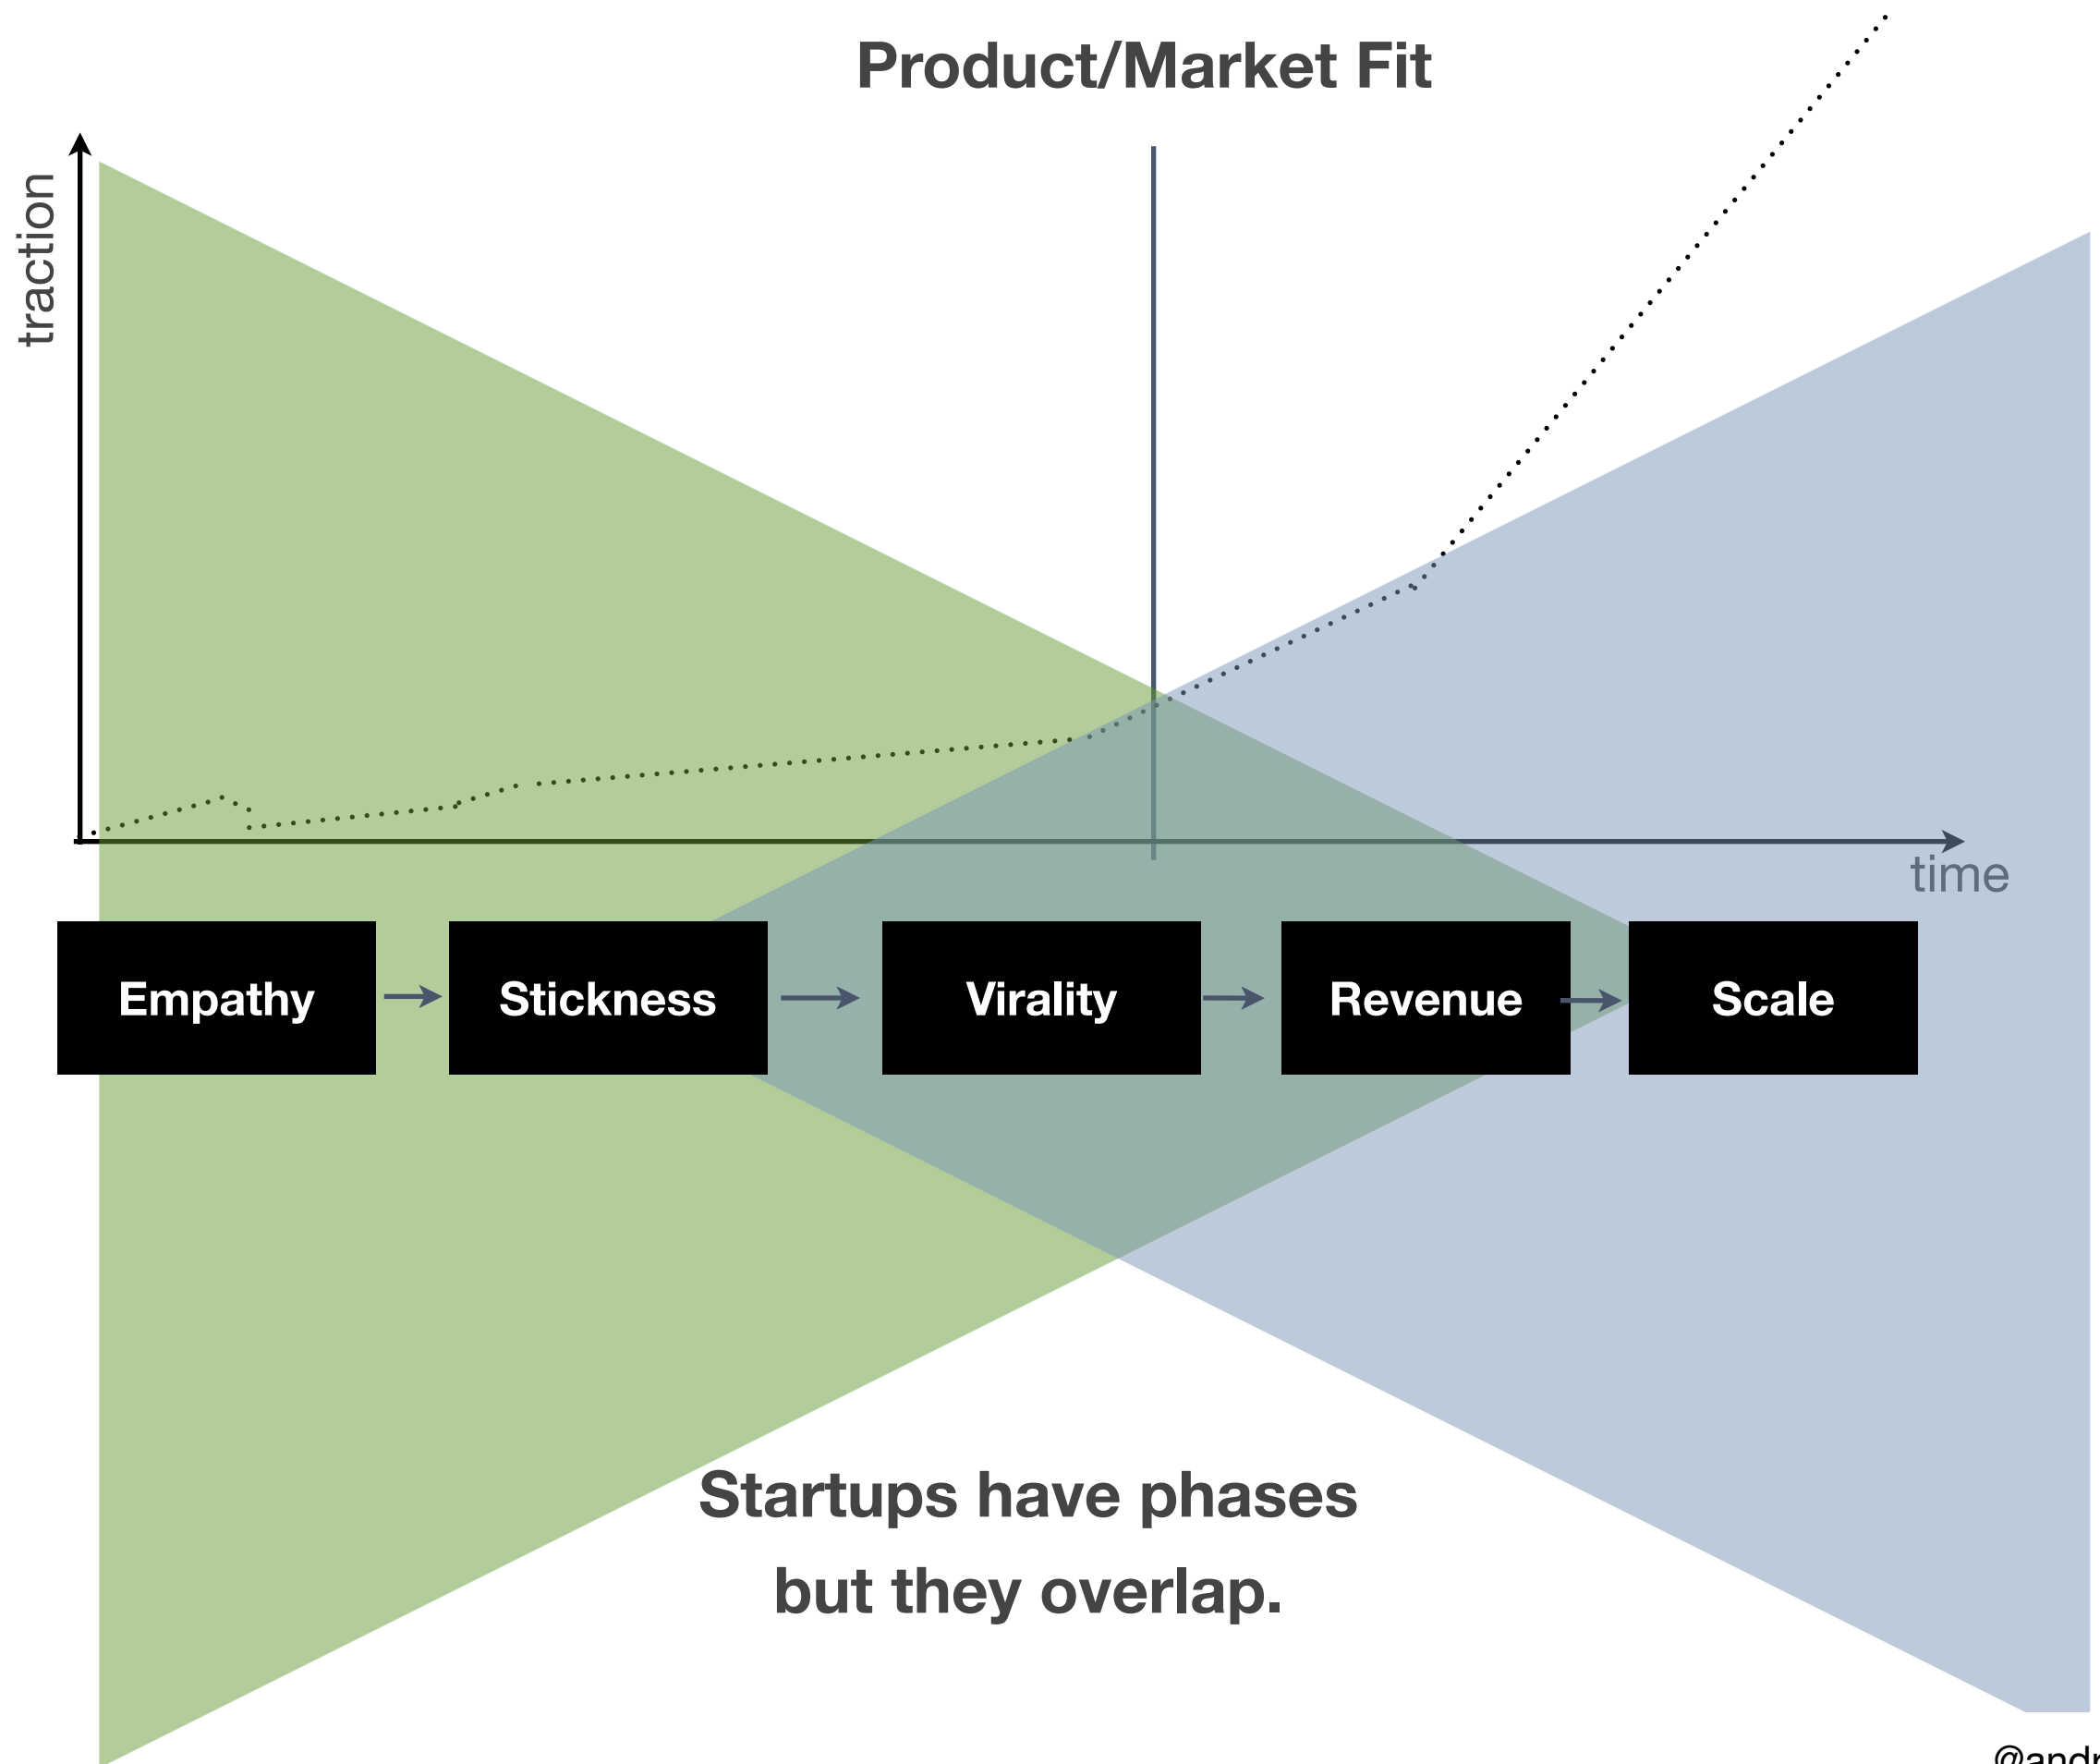 Product/Market Fit
traction
time
Empathy
Stickness
Virality
Revenue
Scale
Startups have phases
but they overlap.